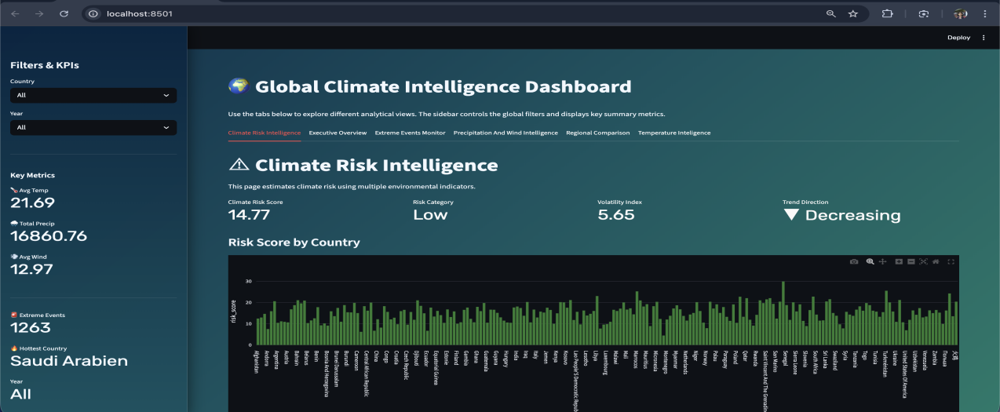 localhost:8501
Deploy
Filters & KPIs
Country
All
Year
All
Key Metrics
Avg Temp
21.69
Total Precip
16860.76
Avg Wind
12.97
Extreme Events
1263
Hottest Country
Saudi Arabien
Year
All
Global Climate Intelligence Dashboard
Use the tabs below to explore different analytical views. The sidebar controls the global filters and displays key summary metrics.
Climate Risk Intelligence Executive Overview Extreme Events Monitor Precipitation And Wind Intelligence Regional Comparison Temperature Inteligence
Climate Risk Intelligence
This page estimates climate risk using multiple environmental indicators.
Climate Risk Score Risk Category Volatility Index Trend Direction
14.77 Low 5.65 Decreasing
Risk Score by Country
risk_score
30
20
10
0
Afghanistan
Andorra
Argentina
Austria
Bahrain
Belarus
Benin
Bosnia And Herzegovina
Brunei Darussalam
Burundi
Cameroon
Central African Republic
China
Congo
Croatia
Czech Republic
Djibouti
Ecuador
Equatorial Guinea
Estonie
Finland
Gambia
Ghana
Guatemala
Guyana
Hungary
India
Iraq
Italy
Jemen
Kenya
Kosovo
Lao People'S Democratic Repub
Lesotho
Libye
Luxembourg
Malawi
Mali
Marrocos
Mauritius
Micronesia
Montenegro
Myanmar
Netherlands
Niger
Norway
Palau
Paraguay
Poland
Qatar
Rwanda
Saint Vincent And The Grenadin
San Marino
Senegal
Sierra Leone
Slovenia
South Africa
Sri Lanka
Swaziland
Syria
Tanzania
Togo
Tunisia
Turkménistan
Ukraine
United States Of America
Uzbekistan
Venezuela
Zambia
Польша